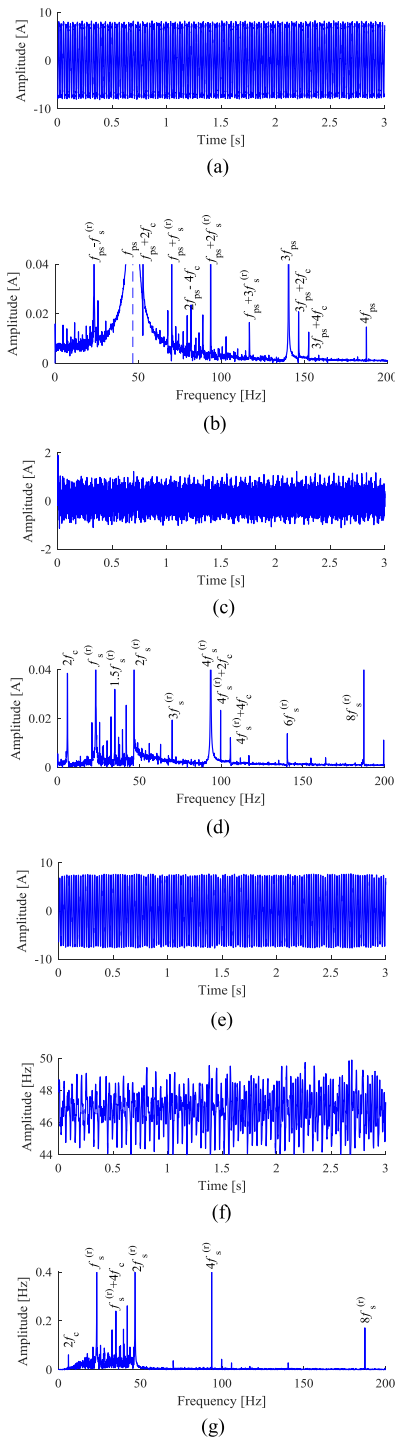 10
0
-10
Amplitude [A]
0 0.5 1 1.5 2 2.5 3
Time [s]
(a)
f_ps-f_s^(r)
f_ps
f_ps+2f_c
f_ps+f_s^(r)
2f_ps - 4f_c
f_ps+2f_s^(r)
f_ps+3f_s^(r)
3f_ps
3f_ps+2f_c
3f_ps+4f_c
4f_ps
0.04
0.02
0
Amplitude [A]
0 50 100 150 200
Frequency [Hz]
(b)
2
0
-2
Amplitude [A]
0 0.5 1 1.5 2 2.5 3
Time [s]
(c)
2f_c
f_s^(r)
1.5f_s^(r)
2f_s^(r)
3f_s^(r)
4f_s^(r)
4f_s^(r)+2f_c
4f_s^(r)+4f_c
6f_s^(r)
8f_s^(r)
0.04
0.02
0
Amplitude [A]
0 50 100 150 200
Frequency [Hz]
(d)
10
0
-10
Amplitude [A]
0 0.5 1 1.5 2 2.5 3
Time [s]
(e)
50
48
46
44
Amplitude [Hz]
0 0.5 1 1.5 2 2.5 3
Time [s]
(f)
2f_c
f_s^(r)
f_s^(r)+4f_c
2f_s^(r)
4f_s^(r)
8f_s^(r)
0.4
0.2
0
Amplitude [Hz]
0 50 100 150 200
Frequency [Hz]
(g)